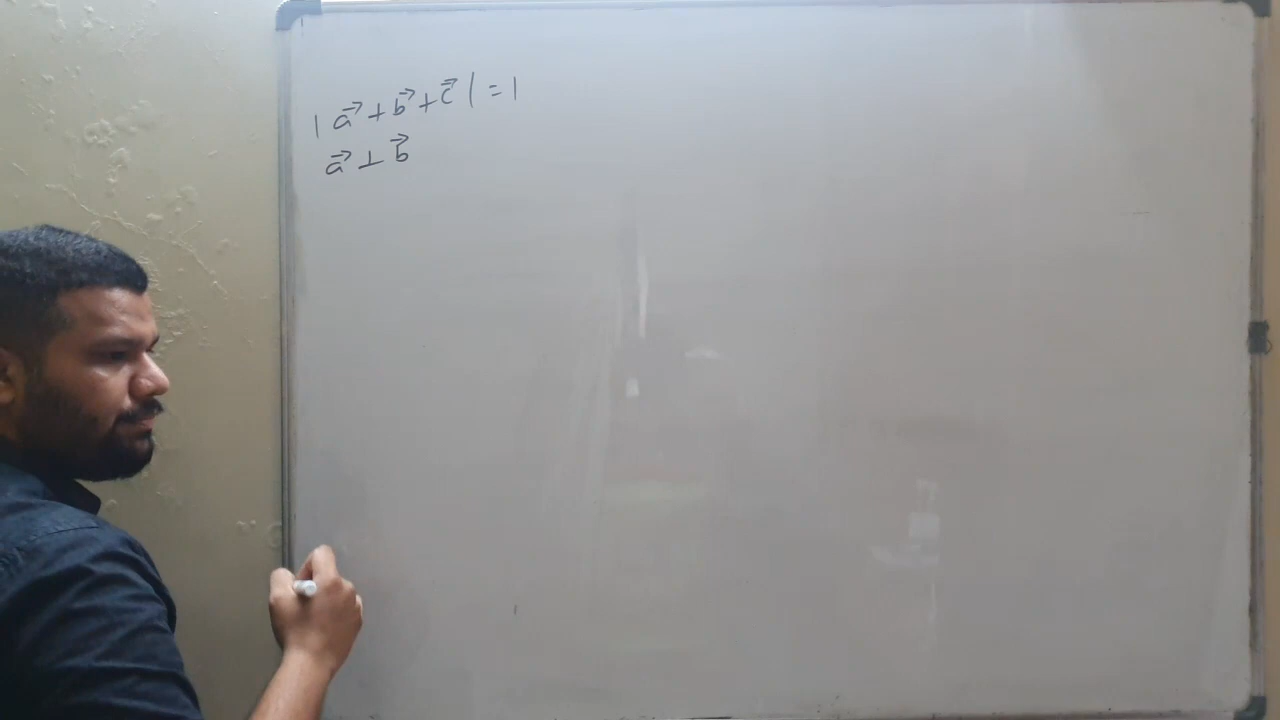 |a⃗ + b⃗ + c⃗| = 1
a⃗ ⊥ b⃗